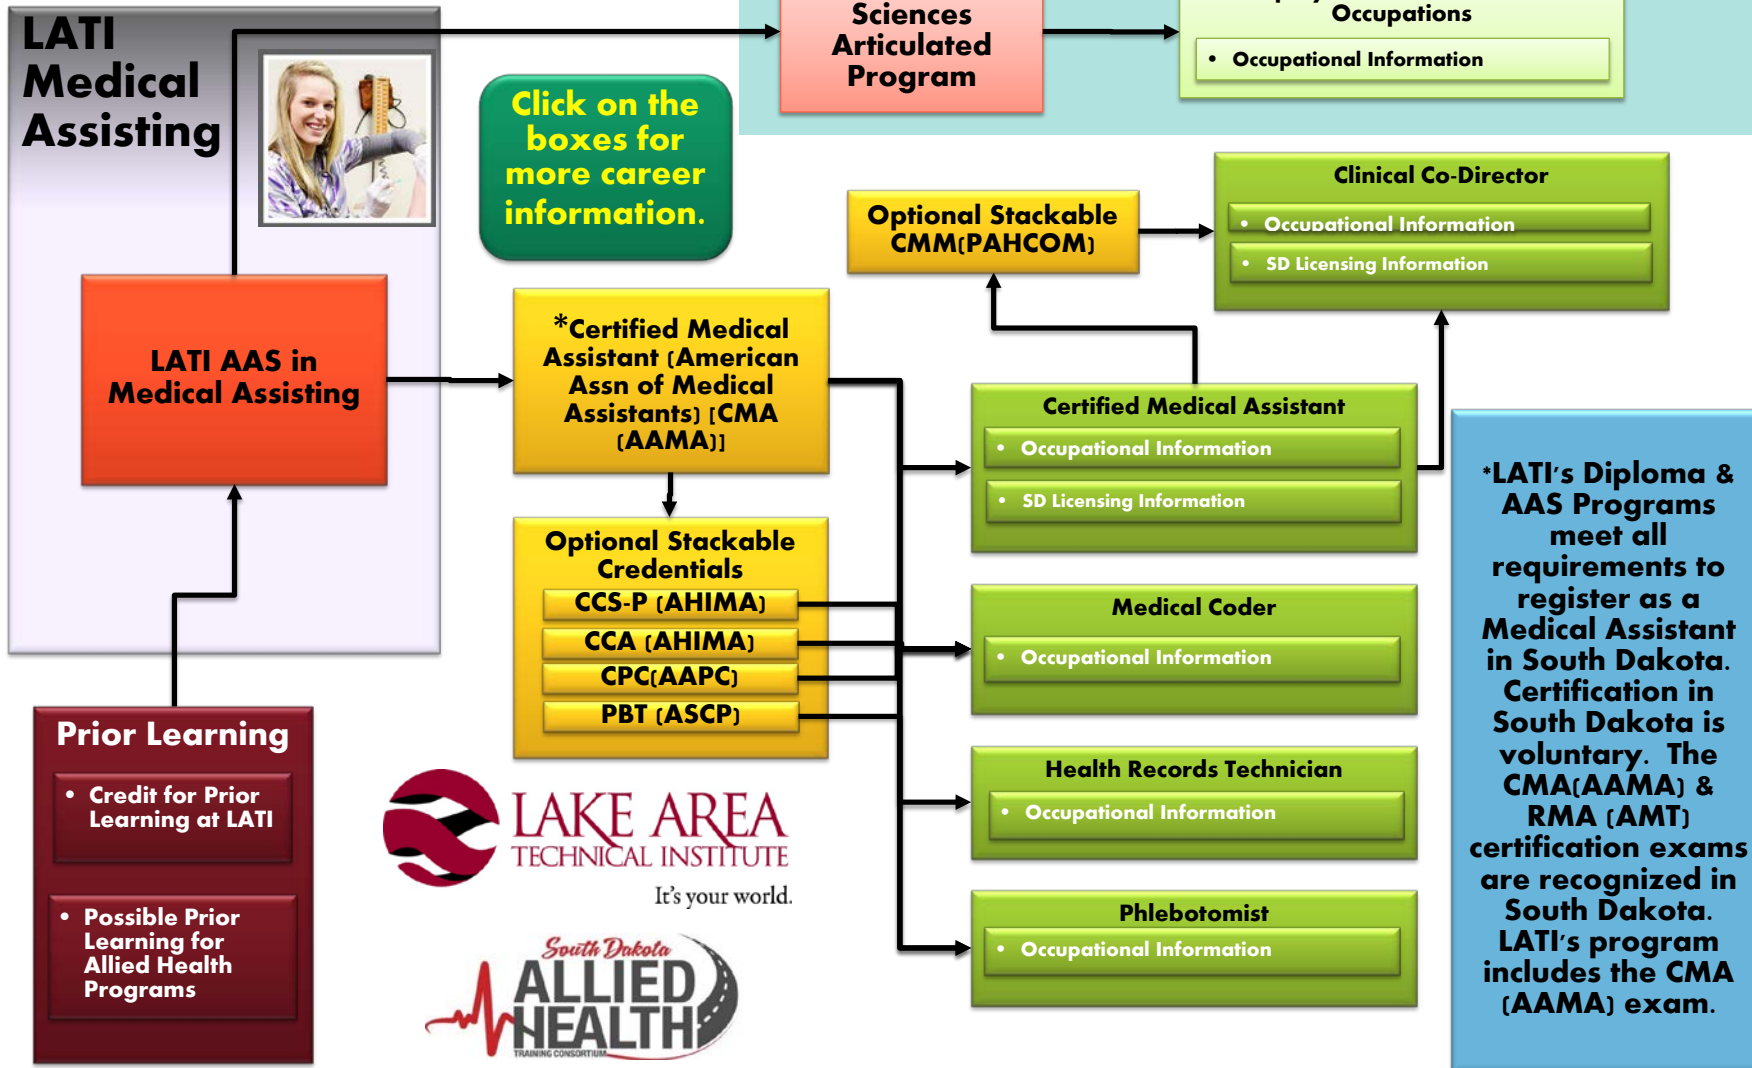 LATI
Medical
Assisting
Sciences
Articulated
Program
Occupations
• Occupational Information
Click on the
boxes for
more career
information.
Optional Stackable
CMM(PAHCOM)
Clinical Co-Director
• Occupational Information
• SD Licensing Information
LATI AAS in
Medical Assisting
*Certified Medical
Assistant (American
Assn of Medical
Assistants) [CMA
(AAMA)]
Certified Medical Assistant
• Occupational Information
• SD Licensing Information
Optional Stackable
Credentials
CCS-P (AHIMA)
CCA (AHIMA)
CPC(AAPC)
PBT (ASCP)
Medical Coder
• Occupational Information
Health Records Technician
• Occupational Information
Phlebotomist
• Occupational Information
*LATI's Diploma &
AAS Programs
meet all
requirements to
register as a
Medical Assistant
in South Dakota.
Certification in
South Dakota is
voluntary. The
CMA(AAMA) &
RMA (AMT)
certification exams
are recognized in
South Dakota.
LATI's program
includes the CMA
(AAMA) exam.
Prior Learning
• Credit for Prior
Learning at LATI
• Possible Prior
Learning for
Allied Health
Programs
LAKE AREA
TECHNICAL INSTITUTE
It's your world.
South Dakota
ALLIED
HEALTH
TRAINING CONSORTIUM